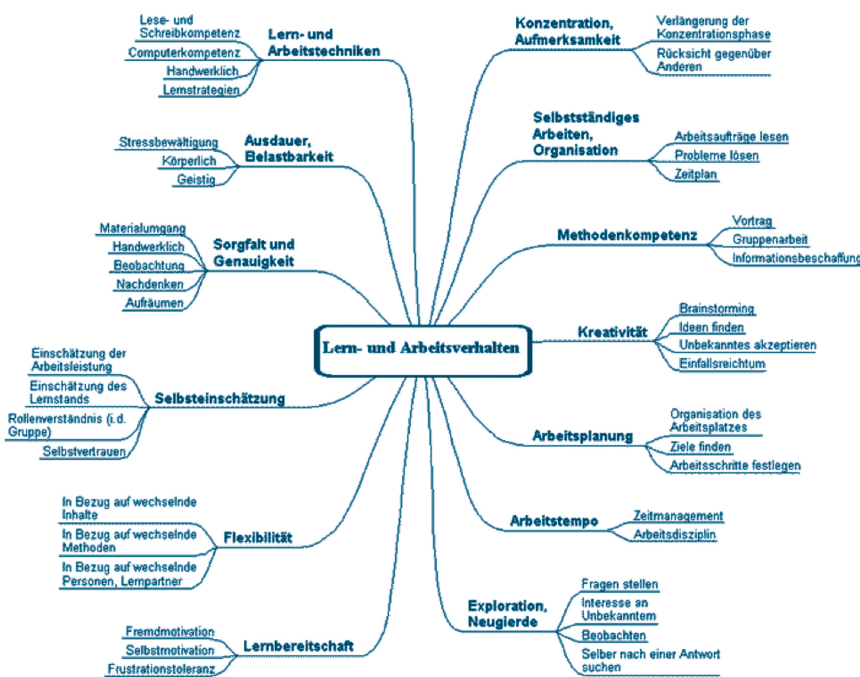 Lern- und Arbeitsverhalten
Konzentration,
Aufmerksamkeit
Verlängerung der
Konzentrationsphase
Rücksicht gegenüber
Anderen
Selbstständiges
Arbeiten,
Organisation
Arbeitsaufträge lesen
Probleme lösen
Zeitplan
Methodenkompetenz
Vortrag
Gruppenarbeit
Informationsbeschaffung
Kreativität
Brainstorming
Ideen finden
Unbekanntes akzeptieren
Einfallsreichtum
Arbeitsplanung
Organisation des
Arbeitsplatzes
Ziele finden
Arbeitsschritte festlegen
Arbeitstempo
Zeitmanagement
Arbeitsdisziplin
Exploration,
Neugierde
Fragen stellen
Interesse an
Unbekanntem
Beobachten
Selber nach einer Antwort
suchen
Lern- und
Arbeitstechniken
Lese- und
Schreibkompetenz
Computerkompetenz
Handwerklich
Lernstrategien
Ausdauer,
Belastbarkeit
Stressbewältigung
Körperlich
Geistig
Sorgfalt und
Genauigkeit
Materialumgang
Handwerklich
Beobachtung
Nachdenken
Aufräumen
Selbsteinschätzung
Einschätzung der
Arbeitsleistung
Einschätzung des
Lernstands
Rollenverständnis (i.d.
Gruppe)
Selbstvertrauen
Flexibilität
In Bezug auf wechselnde
Inhalte
In Bezug auf wechselnde
Methoden
In Bezug auf wechselnde
Personen, Lernpartner
Lernbereitschaft
Fremdmotivation
Selbstmotivation
Frustrationstoleranz